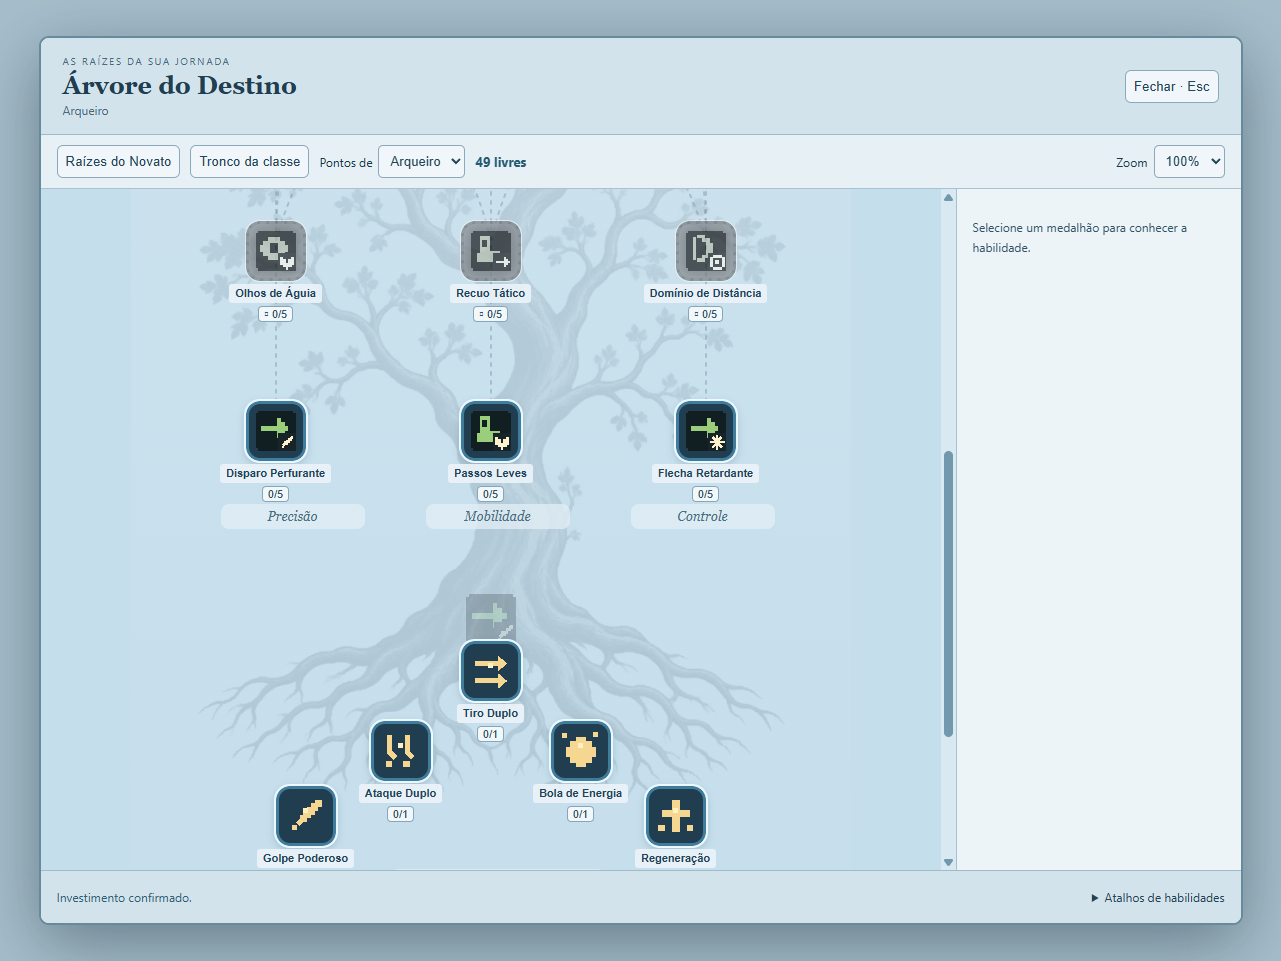 AS RAÍZES DA SUA JORNADA
Árvore do Destino
Arqueiro
Fechar · Esc
Raízes do Novato
Tronco da classe
Pontos de
Arqueiro
49 livres
Zoom
100%
Selecione um medalhão para conhecer a
habilidade.
Olhos de Águia
Recuo Tático
Domínio de Distância
0/5
0/5
0/5
Disparo Perfurante
Passos Leves
Flecha Retardante
0/5
0/5
0/5
Precisão
Mobilidade
Controle
Tiro Duplo
0/1
Ataque Duplo
Bola de Energia
0/1
0/1
Golpe Poderoso
Regeneração
Investimento confirmado.
Atalhos de habilidades